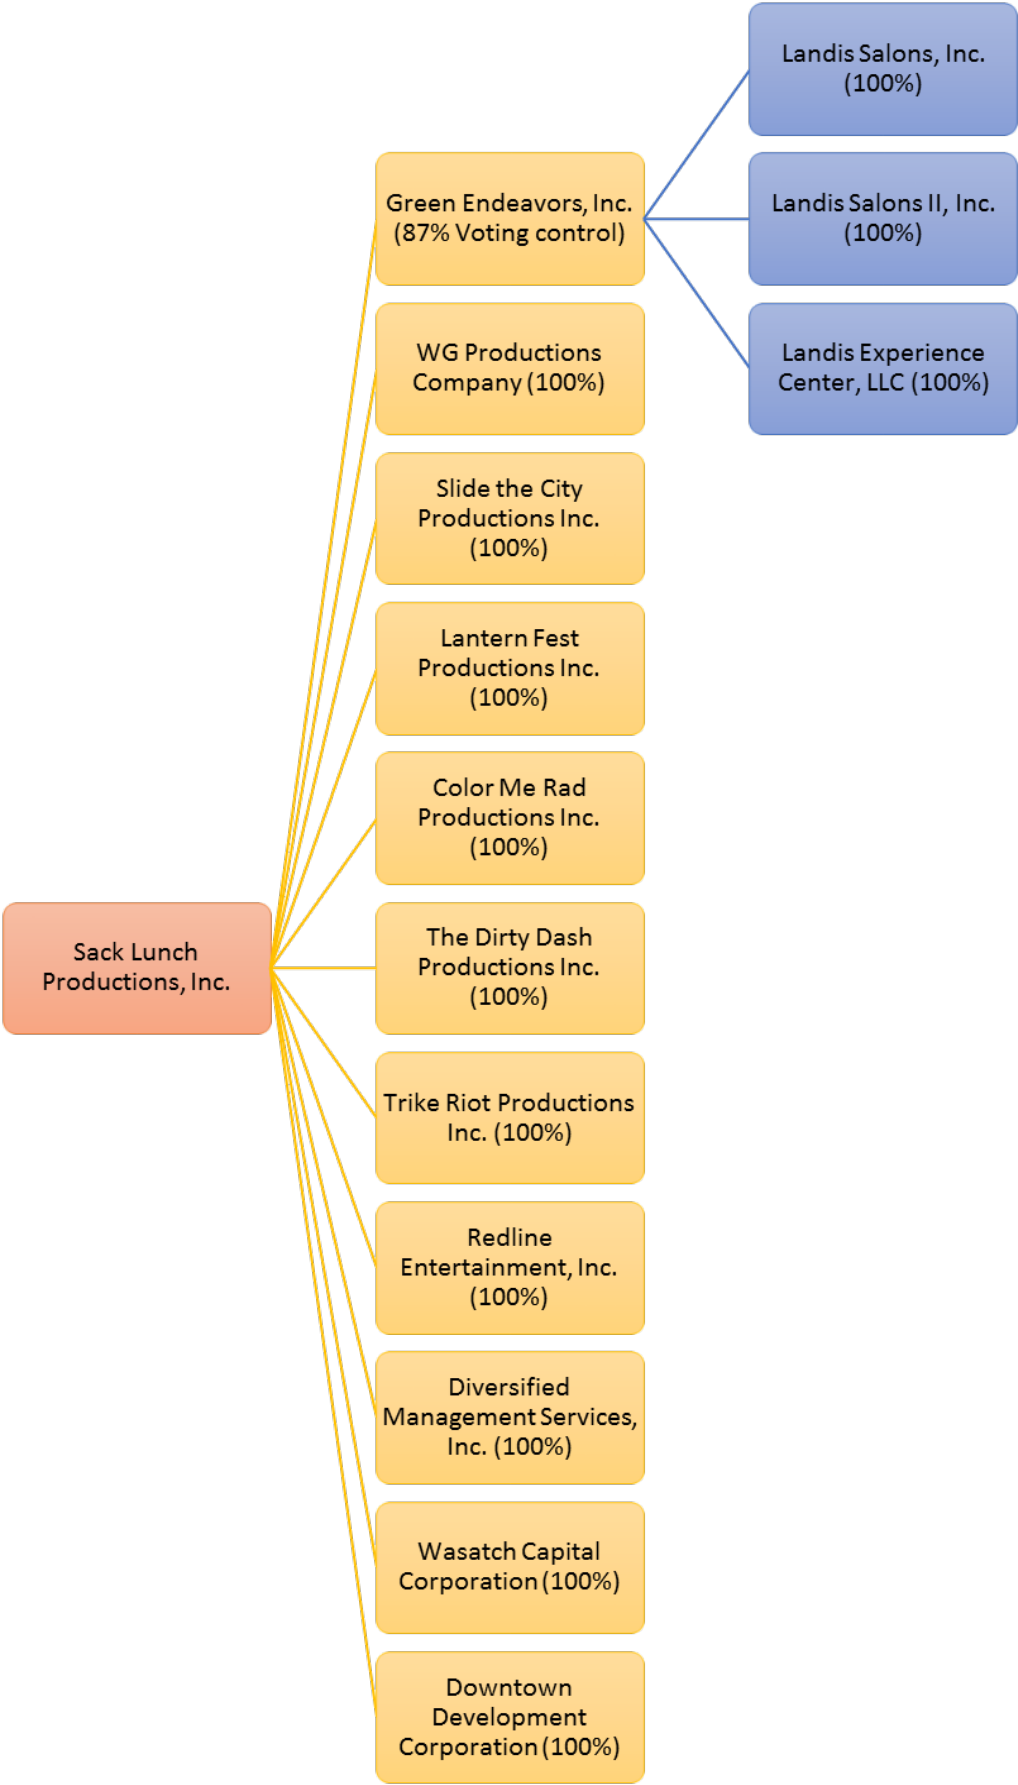 Landis Salons, Inc.
(100%)
Green Endeavors, Inc.
(87% Voting control)
Landis Salons II, Inc.
(100%)
WG Productions
Company (100%)
Landis Experience
Center, LLC (100%)
Slide the City
Productions Inc.
(100%)
Lantern Fest
Productions Inc.
(100%)
Color Me Rad
Productions Inc.
(100%)
Sack Lunch
Productions, Inc.
The Dirty Dash
Productions Inc.
(100%)
Trike Riot Productions
Inc. (100%)
Redline
Entertainment, Inc.
(100%)
Diversified
Management Services,
Inc. (100%)
Wasatch Capital
Corporation (100%)
Downtown
Development
Corporation (100%)